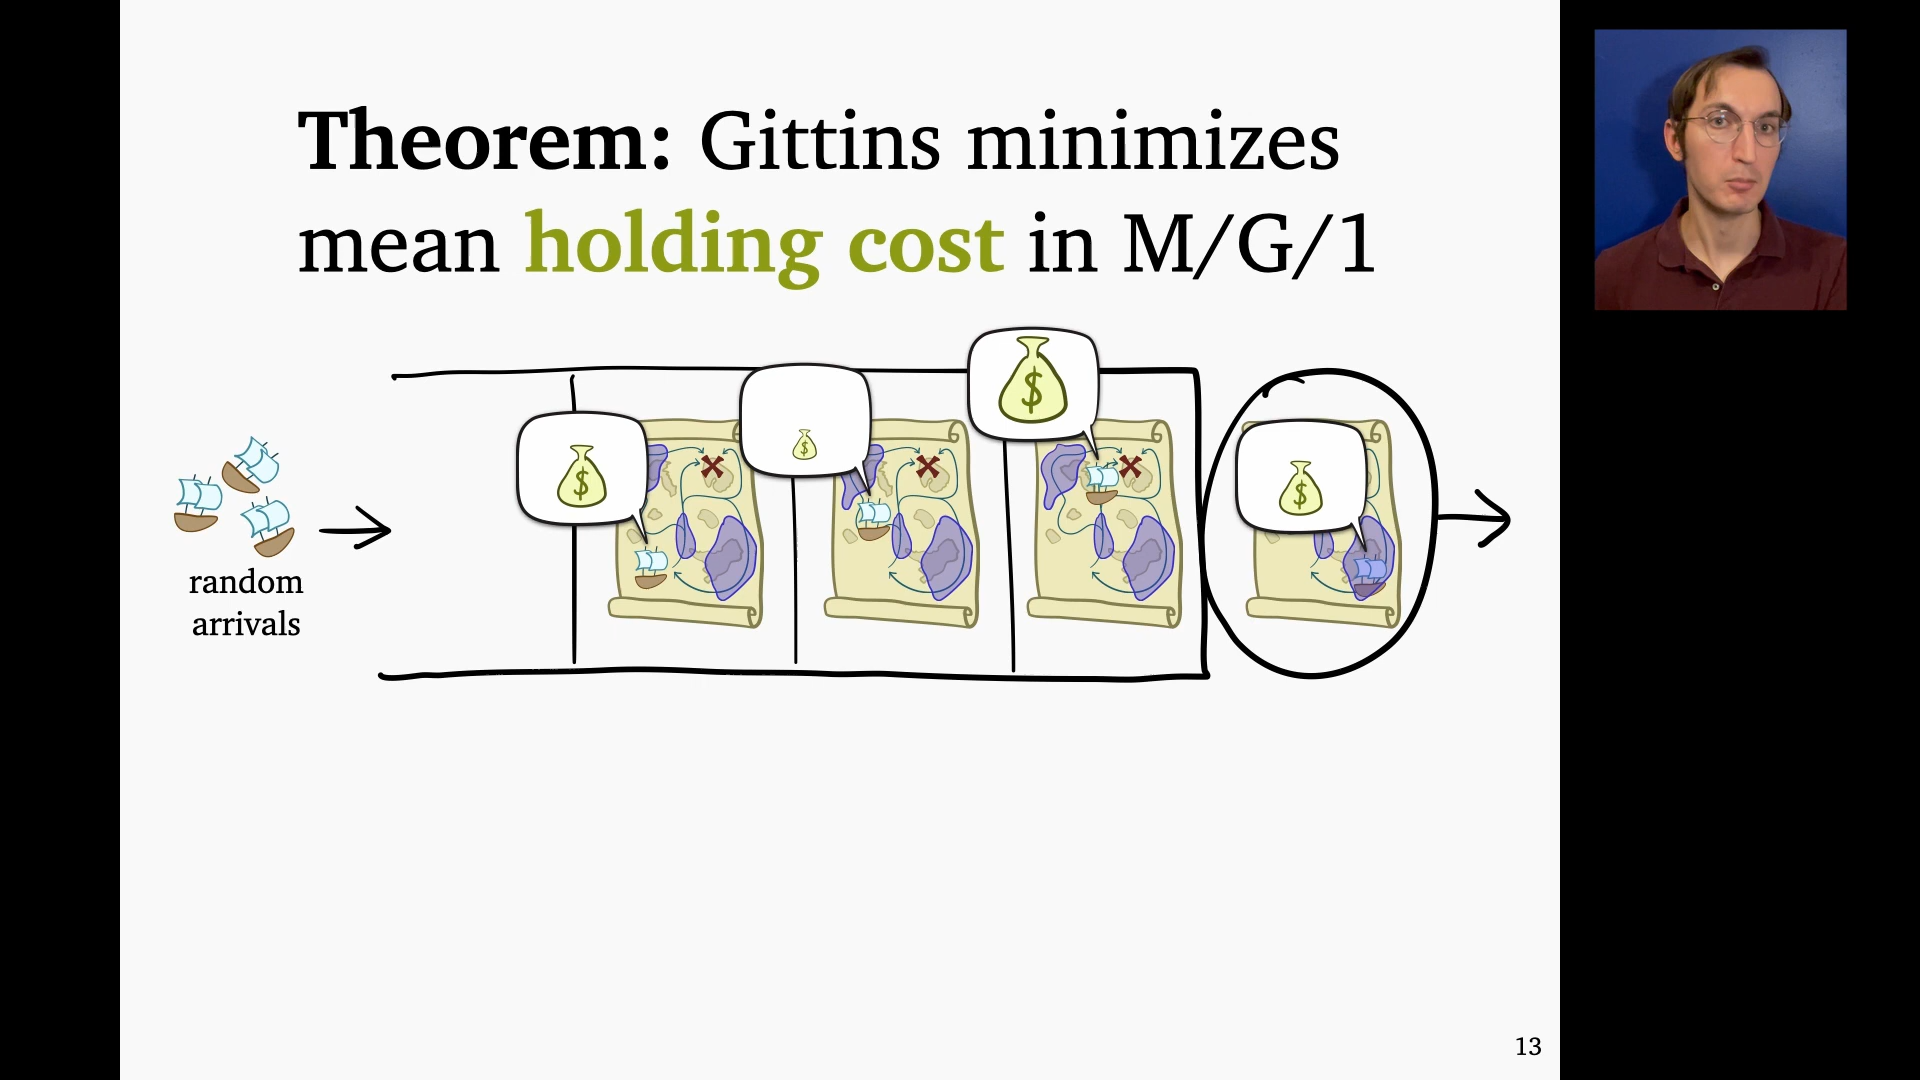 Theorem: Gittins minimizes
mean holding cost in M/G/1
$
$
$
$
random
arrivals
13